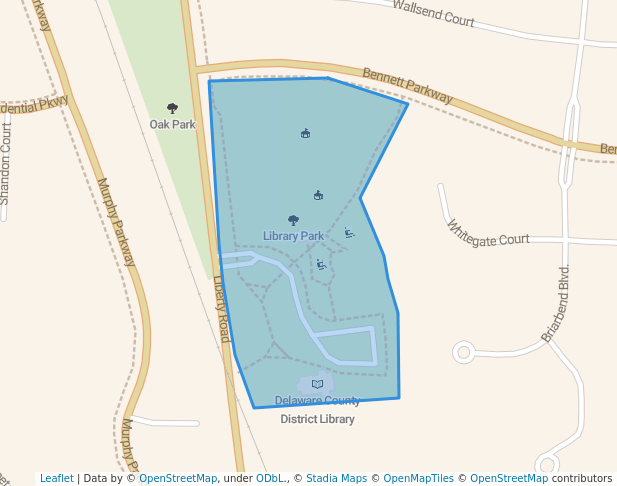 Wallsend Court
rkway
Bennett Parkway
dential Pkwy
Oak Park
Ben
Shandon Court
Murphy Parkway
Library Park
Whitegate Court
Liberty Road
Briarbend Blvd.
Delaware County
District Library
Murphy P
Leaflet | Data by © OpenStreetMap, under ODbL., © Stadia Maps © OpenMapTiles © OpenStreetMap contributors